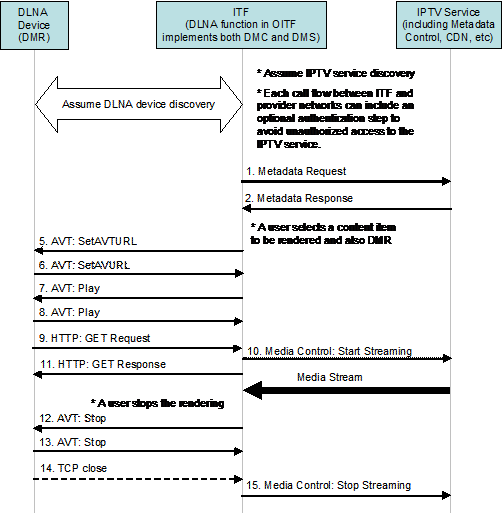 DLNA
Device
(DMR)
ITF
(DLNA function in OITF
implements both DMC and DMS)
IPTV Service
(including Metadata
Control, CDN, etc)
Assume DLNA device discovery
* Assume IPTV service discovery
* Each call flow between ITF and
provider networks can include an
optional authentication step to
avoid unauthorized access to the
IPTV service.
1. Metadata Request
2. Metadata Response
* A user selects a content item
to be rendered and also DMR
5. AVT: SetAVTURL
6. AVT: SetAVURL
7. AVT: Play
8. AVT: Play
9. HTTP: GET Request
10. Media Control: Start Streaming
11. HTTP: GET Response
Media Stream
* A user stops the rendering
12. AVT: Stop
13. AVT: Stop
14. TCP close
15. Media Control: Stop Streaming